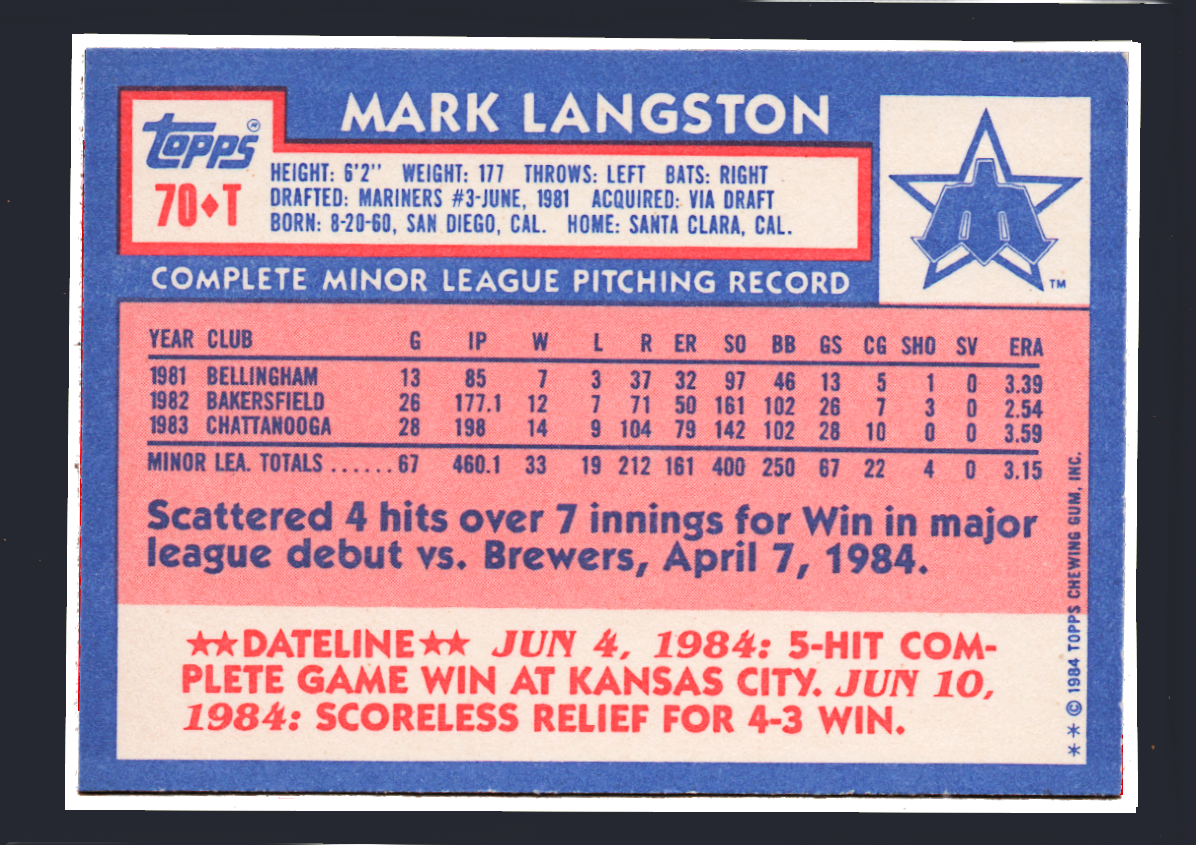 MARK LANGSTON
Topps®
70♦T
HEIGHT: 6'2" WEIGHT: 177 THROWS: LEFT BATS: RIGHT
DRAFTED: MARINERS #3-JUNE, 1981 ACQUIRED: VIA DRAFT
BORN: 8-20-60, SAN DIEGO, CAL. HOME: SANTA CLARA, CAL.
TM
COMPLETE MINOR LEAGUE PITCHING RECORD
YEAR CLUB G IP W L R ER SO BB GS CG SHO SV ERA
1981 BELLINGHAM 13 85 7 3 37 32 97 46 13 5 1 0 3.39
1982 BAKERSFIELD 26 177.1 12 7 71 50 161 102 26 7 3 0 2.54
1983 CHATTANOOGA 28 198 14 9 104 79 142 102 28 10 0 0 3.59
MINOR LEA. TOTALS ......67 460.1 33 19 212 161 400 250 67 22 4 0 3.15
Scattered 4 hits over 7 innings for Win in major
league debut vs. Brewers, April 7, 1984.
★★DATELINE★★ JUN 4, 1984: 5-HIT COM-
PLETE GAME WIN AT KANSAS CITY. JUN 10,
1984: SCORELESS RELIEF FOR 4-3 WIN.
** © 1984 TOPPS CHEWING GUM, INC.